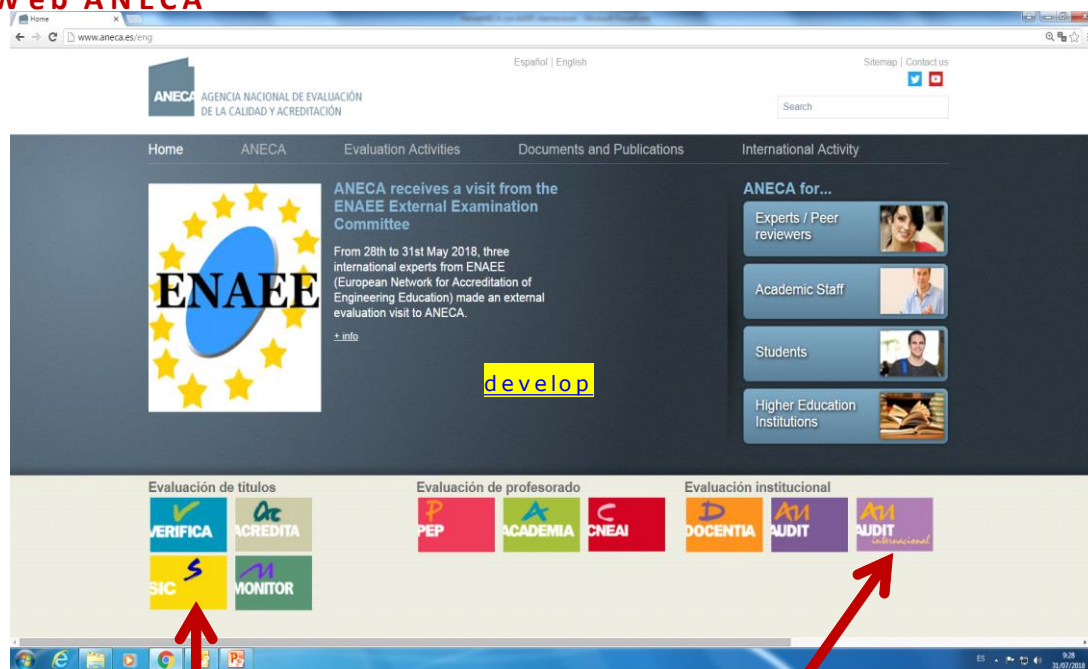 Web ANECA
Home
www.aneca.es/eng
Español | English
Sitemap | Contact us
ANECA
AGENCIA NACIONAL DE EVALUACIÓN
DE LA CALIDAD Y ACREDITACIÓN
Search
Home ANECA Evaluation Activities Documents and Publications International Activity
ENAEE
ANECA receives a visit from the
ENAEE External Examination
Committee
From 28th to 31st May 2018, three
international experts from ENAEE
(European Network for Accreditation of
Engineering Education) made an external
evaluation visit to ANECA.
+ info
develop
ANECA for...
Experts / Peer
reviewers
Academic Staff
Students
Higher Education
Institutions
Evaluación de titulos Evaluación de profesorado Evaluación institucional
V Ac P A C D AU AU
VERIFICA ACREDITA PEP ACADEMIA CNEAI DOCENTIA AUDIT AUDIT
internacional
S M
SIC MONITOR
ES 9:28
31/07/2018